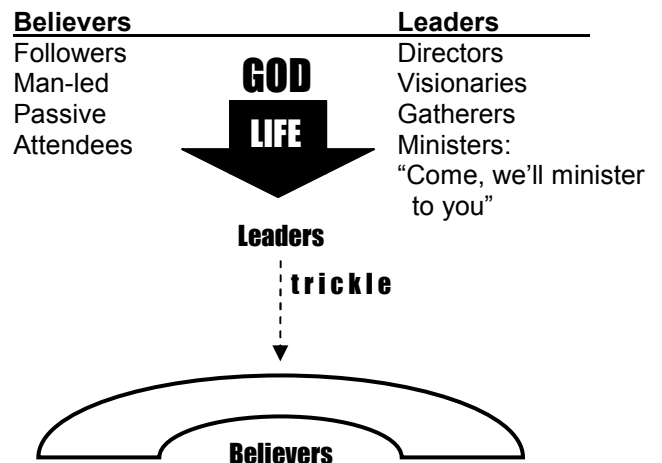 Believers
Leaders
Followers
Man-led
Passive
Attendees
GOD
LIFE
Directors
Visionaries
Gatherers
Ministers:
“Come, we’ll minister
to you”
Leaders
trickle
Believers